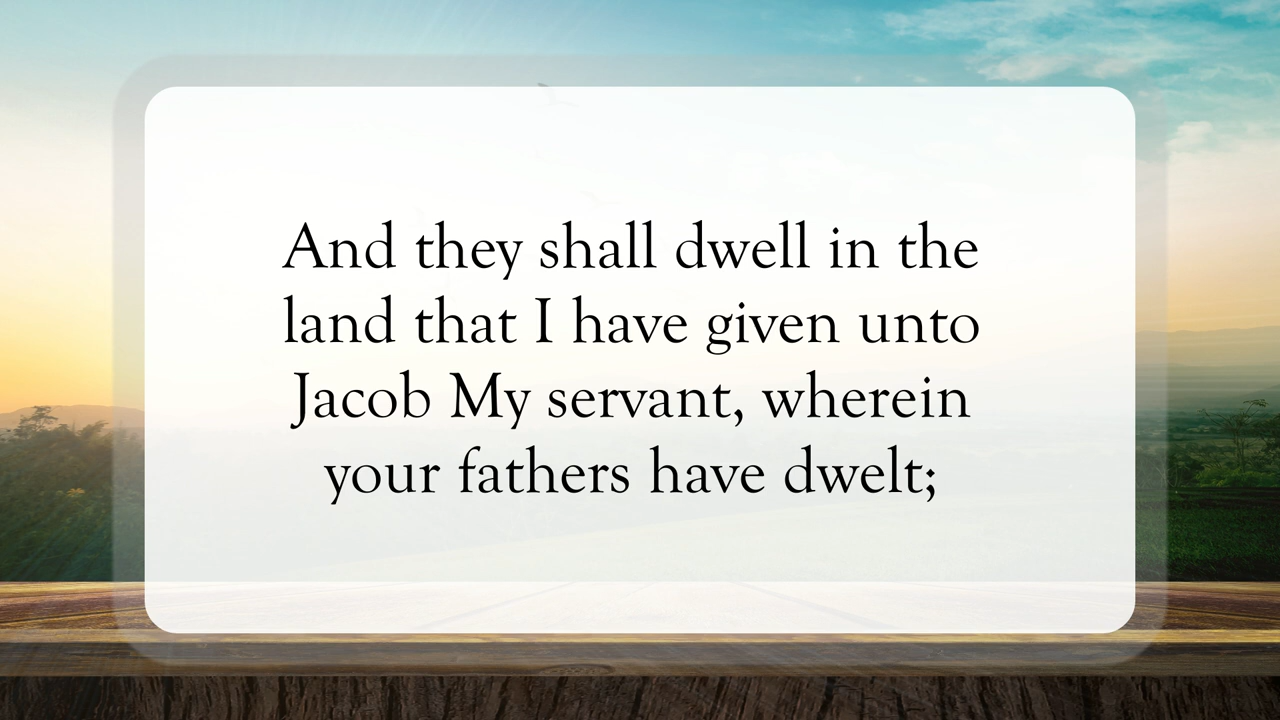 And they shall dwell in the
land that I have given unto
Jacob My servant, wherein
your fathers have dwelt;